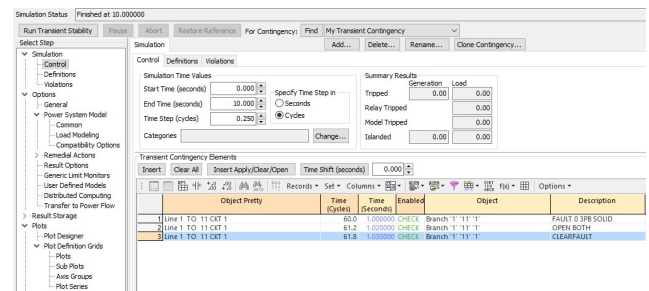 Simulation Status Finished at 10.000000
Run Transient Stability Pause Abort Restore Reference For Contingency: Find My Transient Contingency
Select Step
Simulation
Control
Definitions
Violations
Options
General
Power System Model
Common
Load Modeling
Compatibility Options
Remedial Actions
Result Options
Generic Limit Monitors
User Defined Models
Distributed Computing
Transfer to Power Flow
Result Storage
Plots
Plot Designer
Plot Definition Grids
Plots
Sub Plots
Axis Groups
Plot Series
Simulation Add... Delete... Rename... Clone Contingency...
Control Definitions Violations
Simulation Time Values
Start Time (seconds) 0.000
End Time (seconds) 10.000
Time Step (cycles) 0.250
Specify Time Step in
Seconds
Cycles
Categories Change...
Summary Results
Generation Load
Tripped 0.00 0.00
Relay Tripped 0.00
Model Tripped 0.00
Islanded 0.00 0.00
Transient Contingency Elements
Insert Clear All Insert Apply/Clear/Open Time Shift (seconds) 0.000
Records Set Columns f(x) Options
Object Pretty Time (Cycles) Time (Seconds) Enabled Object Description
1 Line 1 TO 11 CKT 1 60.0 1.000000 CHECK Branch '1' '11' '1' FAULT 0 3PB SOLID
2 Line 1 TO 11 CKT 1 61.2 1.020000 CHECK Branch '1' '11' '1' OPEN BOTH
3 Line 1 TO 11 CKT 1 61.8 1.030000 CHECK Branch '1' '11' '1' CLEARFAULT